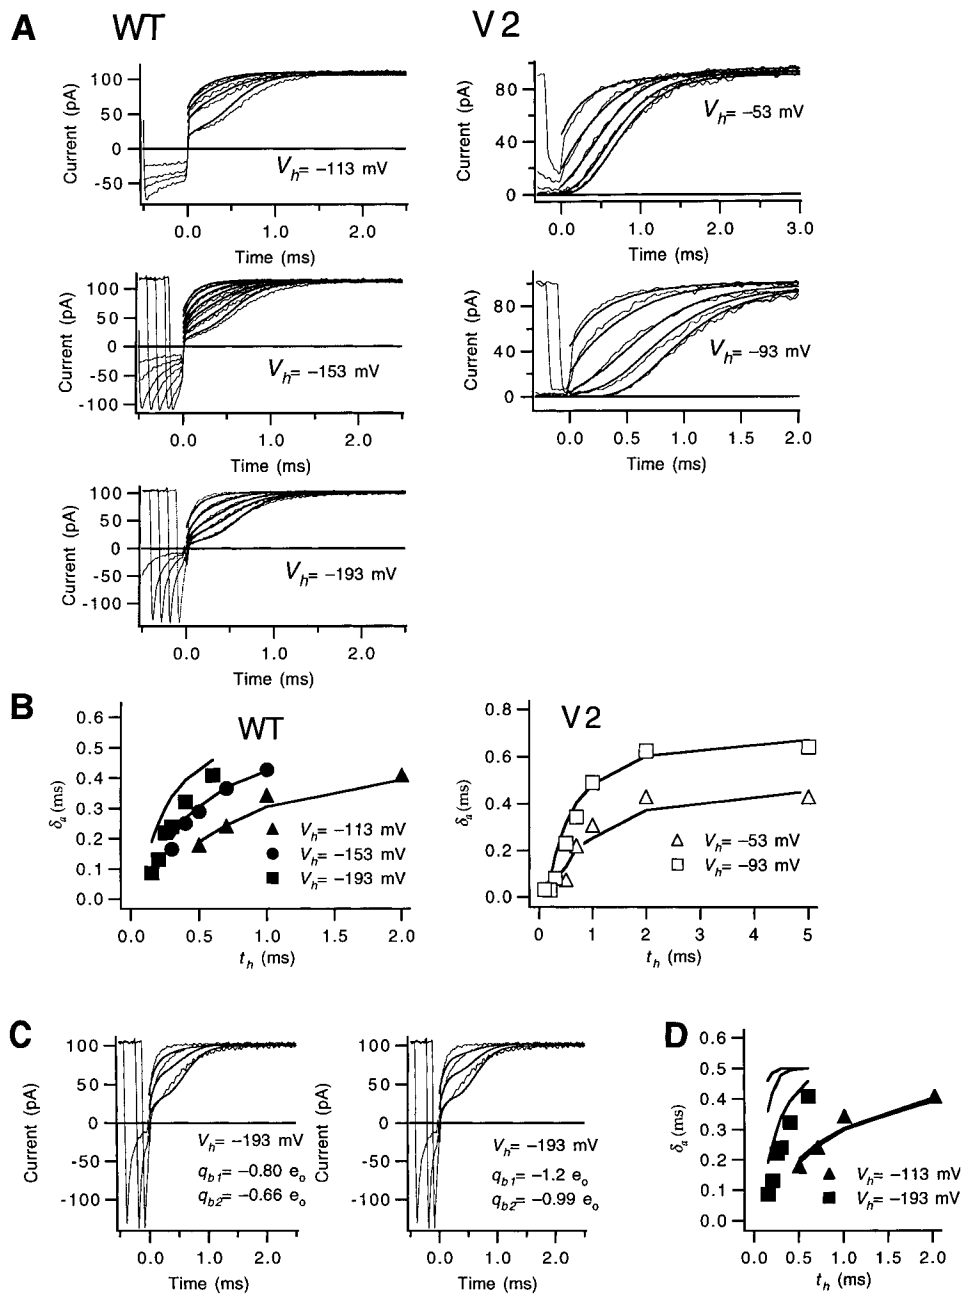 A
WT
V2
Current (pA)
100
50
0
-50
V_h= −113 mV
0.0 1.0 2.0
Time (ms)
Current (pA)
80
40
0
V_h= −53 mV
0.0 1.0 2.0 3.0
Time (ms)
Current (pA)
100
50
0
-50
-100
V_h= −153 mV
0.0 1.0 2.0
Time (ms)
Current (pA)
80
40
0
V_h= −93 mV
0.0 0.5 1.0 1.5 2.0
Time (ms)
Current (pA)
100
50
0
-50
-100
V_h= −193 mV
0.0 1.0 2.0
Time (ms)
B
WT
δ_a (ms)
0.6
0.5
0.4
0.3
0.2
0.1
0.0
V_h= −113 mV
V_h= −153 mV
V_h= −193 mV
0.0 0.5 1.0 2.0
t_h (ms)
V2
δ_a (ms)
0.8
0.6
0.4
0.2
0.0
V_h= −53 mV
V_h= −93 mV
0 1 2 3 4 5
t_h (ms)
C
Current (pA)
100
50
0
-50
-100
V_h= −193 mV
q_b1= −0.80 e_o
q_b2= −0.66 e_o
0.0 1.0 2.0
Time (ms)
Current (pA)
100
50
0
-50
-100
V_h= −193 mV
q_b1= −1.2 e_o
q_b2= −0.99 e_o
0.0 1.0 2.0
Time (ms)
D
δ_a (ms)
0.6
0.5
0.4
0.3
0.2
0.1
0.0
V_h= −113 mV
V_h= −193 mV
0.0 0.5 1.0 1.5 2.0
t_h (ms)